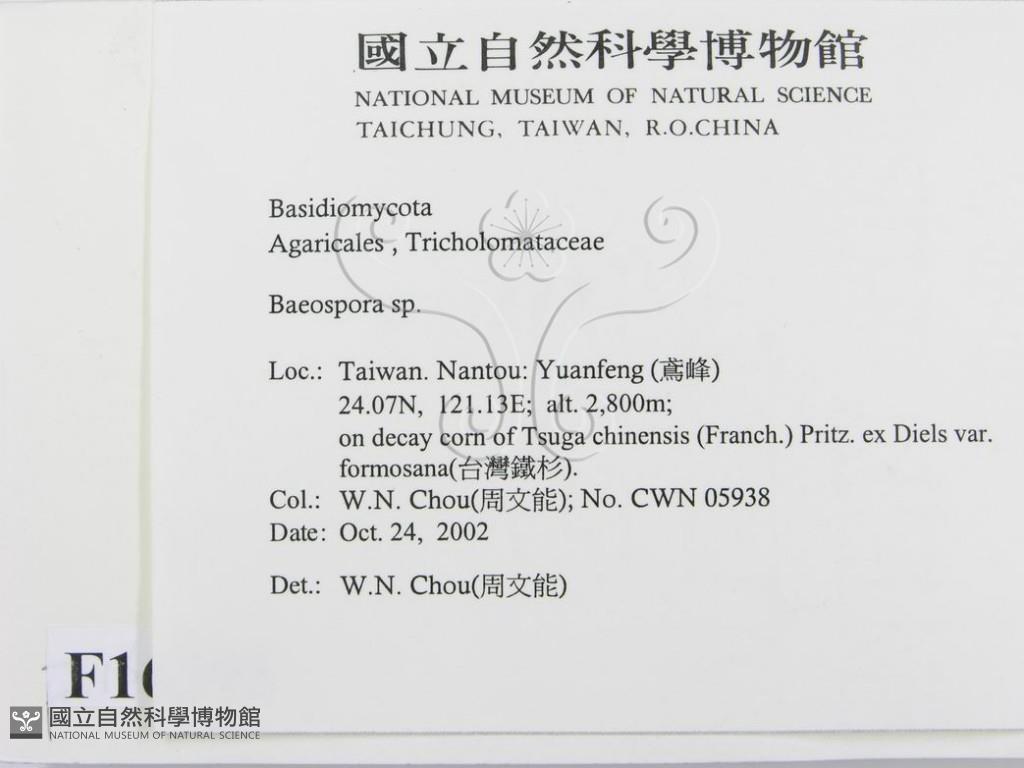 國立自然科學博物館
NATIONAL MUSEUM OF NATURAL SCIENCE
TAICHUNG, TAIWAN, R.O.CHINA
Basidiomycota
Agaricales , Tricholomataceae
Baeospora sp.
Loc.: Taiwan. Nantou: Yuanfeng (鳶峰)
24.07N, 121.13E; alt. 2,800m;
on decay corn of Tsuga chinensis (Franch.) Pritz. ex Diels var.
formosana(台灣鐵杉).
Col.: W.N. Chou(周文能); No. CWN 05938
Date: Oct. 24, 2002
Det.: W.N. Chou(周文能)
F1
國立自然科學博物館
NATIONAL MUSEUM OF NATURAL SCIENCE